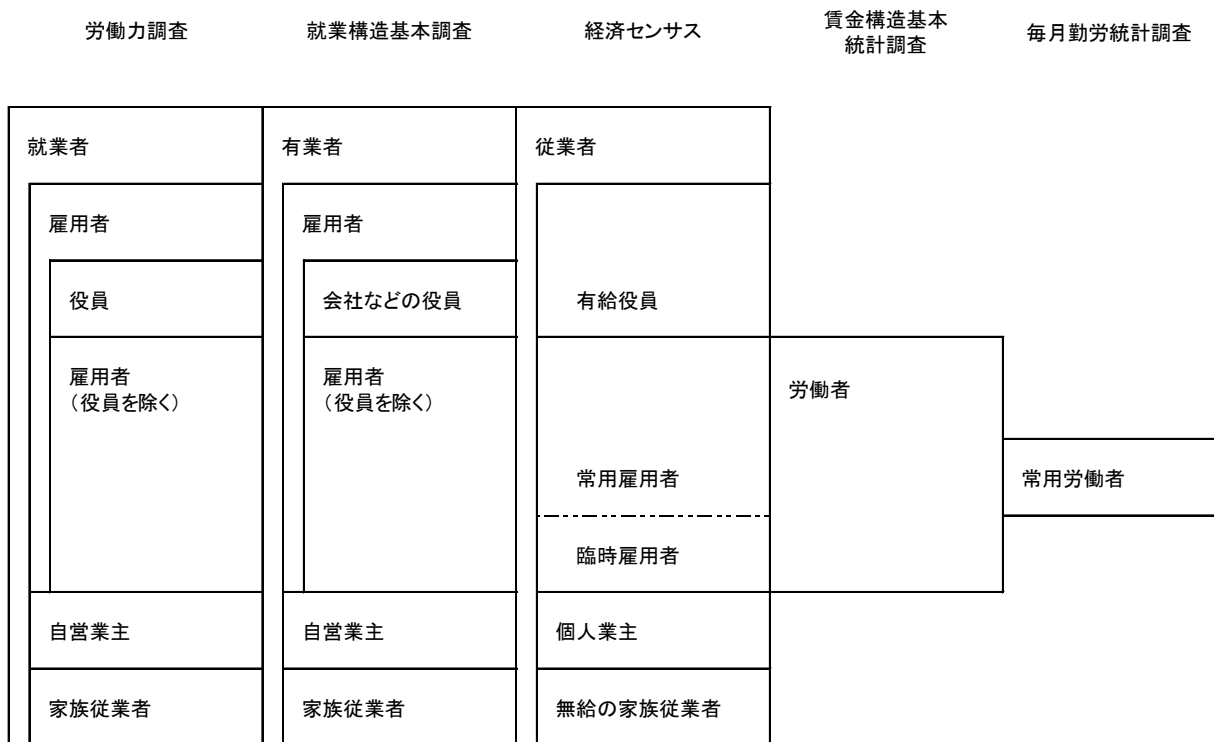 労働力調査
就業構造基本調査
経済センサス
賃金構造基本
統計調査
毎月勤労統計調査
就業者
有業者
従業者
雇用者
雇用者
役員
会社などの役員
有給役員
雇用者
（役員を除く）
雇用者
（役員を除く）
労働者
常用雇用者
常用労働者
臨時雇用者
自営業主
自営業主
個人業主
家族従業者
家族従業者
無給の家族従業者